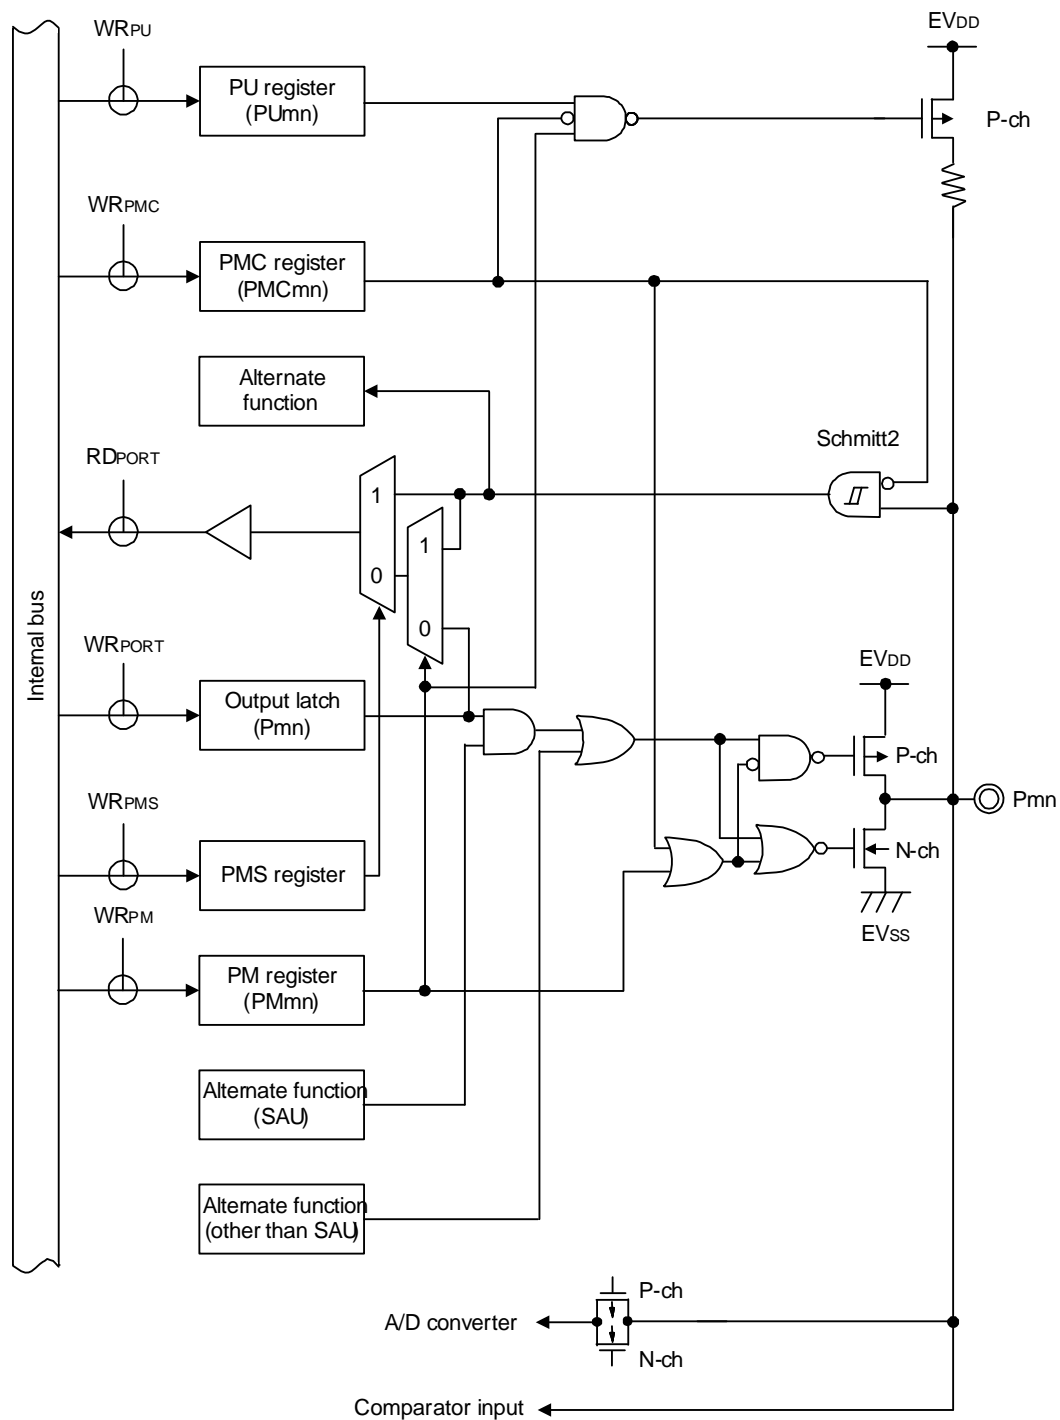 WRPU
EVDD
PU register
(PUmn)
P-ch
WRPMC
PMC register
(PMCmn)
Alternate
function
Schmitt2
RDPORT
1
1
0
0
Internal bus
WRPORT
EVDD
Output latch
(Pmn)
P-ch
WRPMS
Pmn
PMS register
N-ch
WRPM
EVSS
PM register
(PMmn)
Alternate function
(SAU)
Alternate function
(other than SAU)
P-ch
A/D converter
N-ch
Comparator input